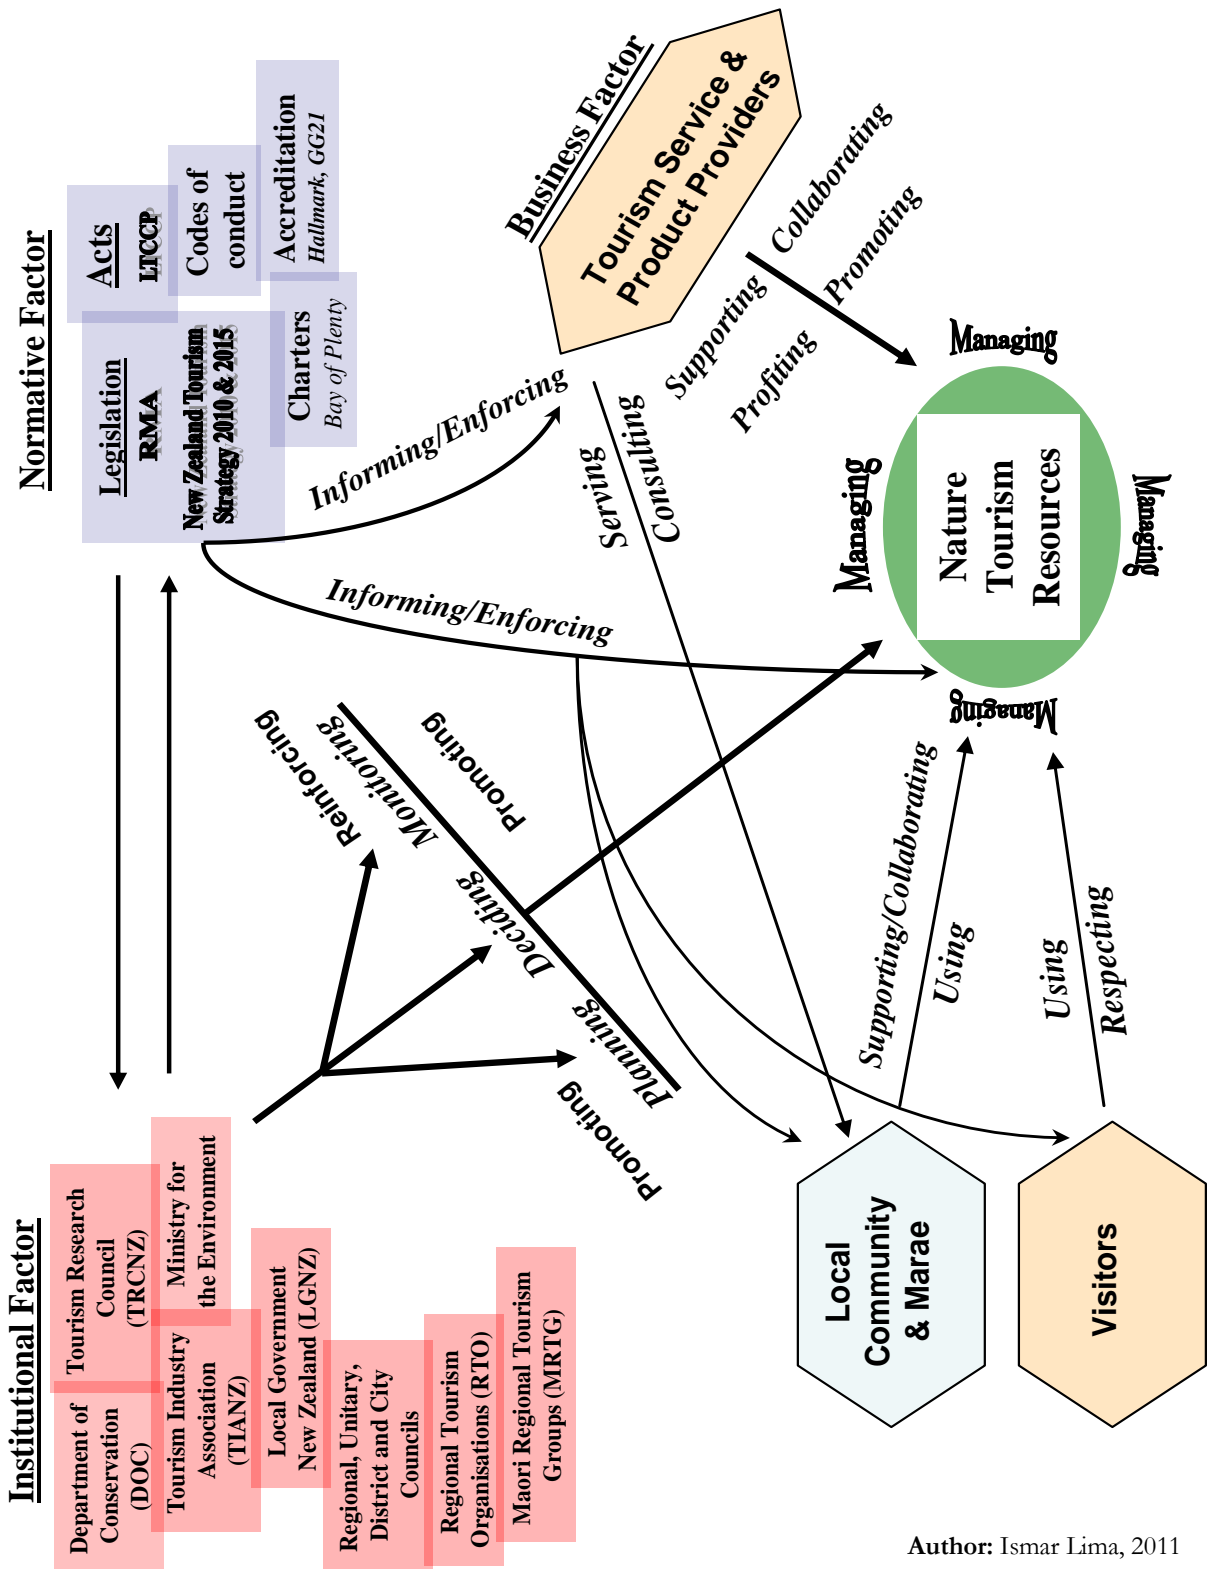 Institutional Factor
Department of
Conservation
(DOC)
Tourism Research
Council
(TRCNZ)
Tourism Industry
Association
(TIANZ)
Ministry for
the Environment
Local Government
New Zealand (LGNZ)
Regional, Unitary,
District and City
Councils
Regional Tourism
Organisations (RTO)
Maori Regional Tourism
Groups (MRTG)
Normative Factor
Legislation
RMA
New Zealand Tourism
Strategy 2010 & 2015
Acts
LTCCP
Codes of
conduct
Charters
Bay of Plenty
Accreditation
Hallmark, GG21
Informing/Enforcing
Informing/Enforcing
Business Factor
Tourism Service &
Product Providers
Reinforcing
Monitoring
Promoting
Deciding
Planning
Promoting
Serving
Consulting
Supporting
Collaborating
Profiting
Promoting
Managing
Managing
Managing
Managing
Nature
Tourism
Resources
Supporting/Collaborating
Using
Using
Respecting
Local
Community
& Marae
Visitors
Author: Ismar Lima, 2011